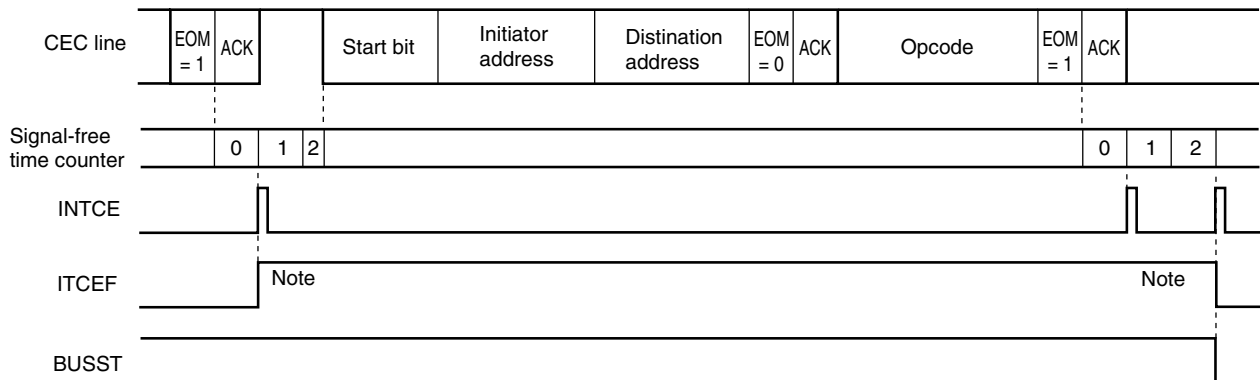 CEC line
EOM = 1
ACK
Start bit
Initiator address
Distination address
EOM = 0
ACK
Opcode
EOM = 1
ACK
Signal-free time counter
0
1
2
0
1
2
INTCE
ITCEF
Note
Note
BUSST